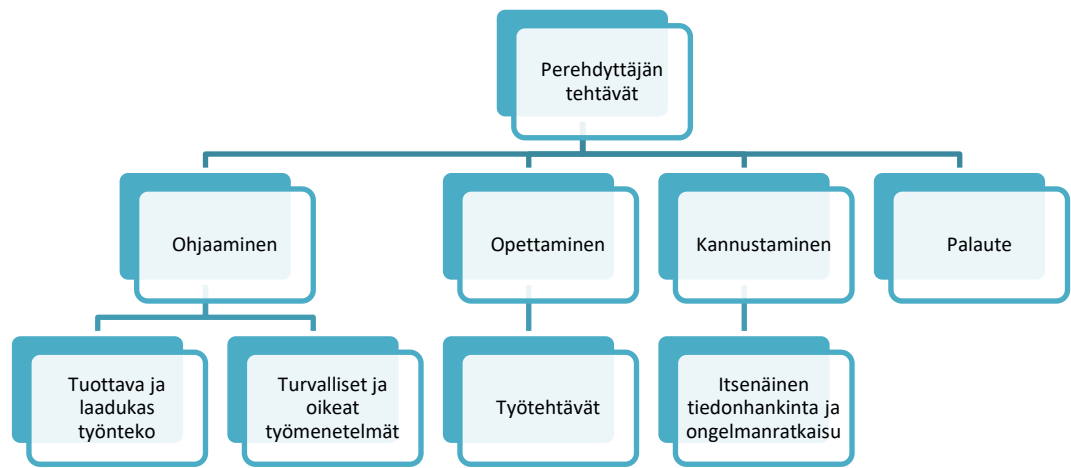 Perehdyttäjän
tehtävät
Ohjaaminen
Opettaminen
Kannustaminen
Palaute
Tuottava ja
laadukas
työnteko
Turvalliset ja
oikeat
työmenetelmät
Työtehtävät
Itsenäinen
tiedonhankinta ja
ongelmanratkaisu